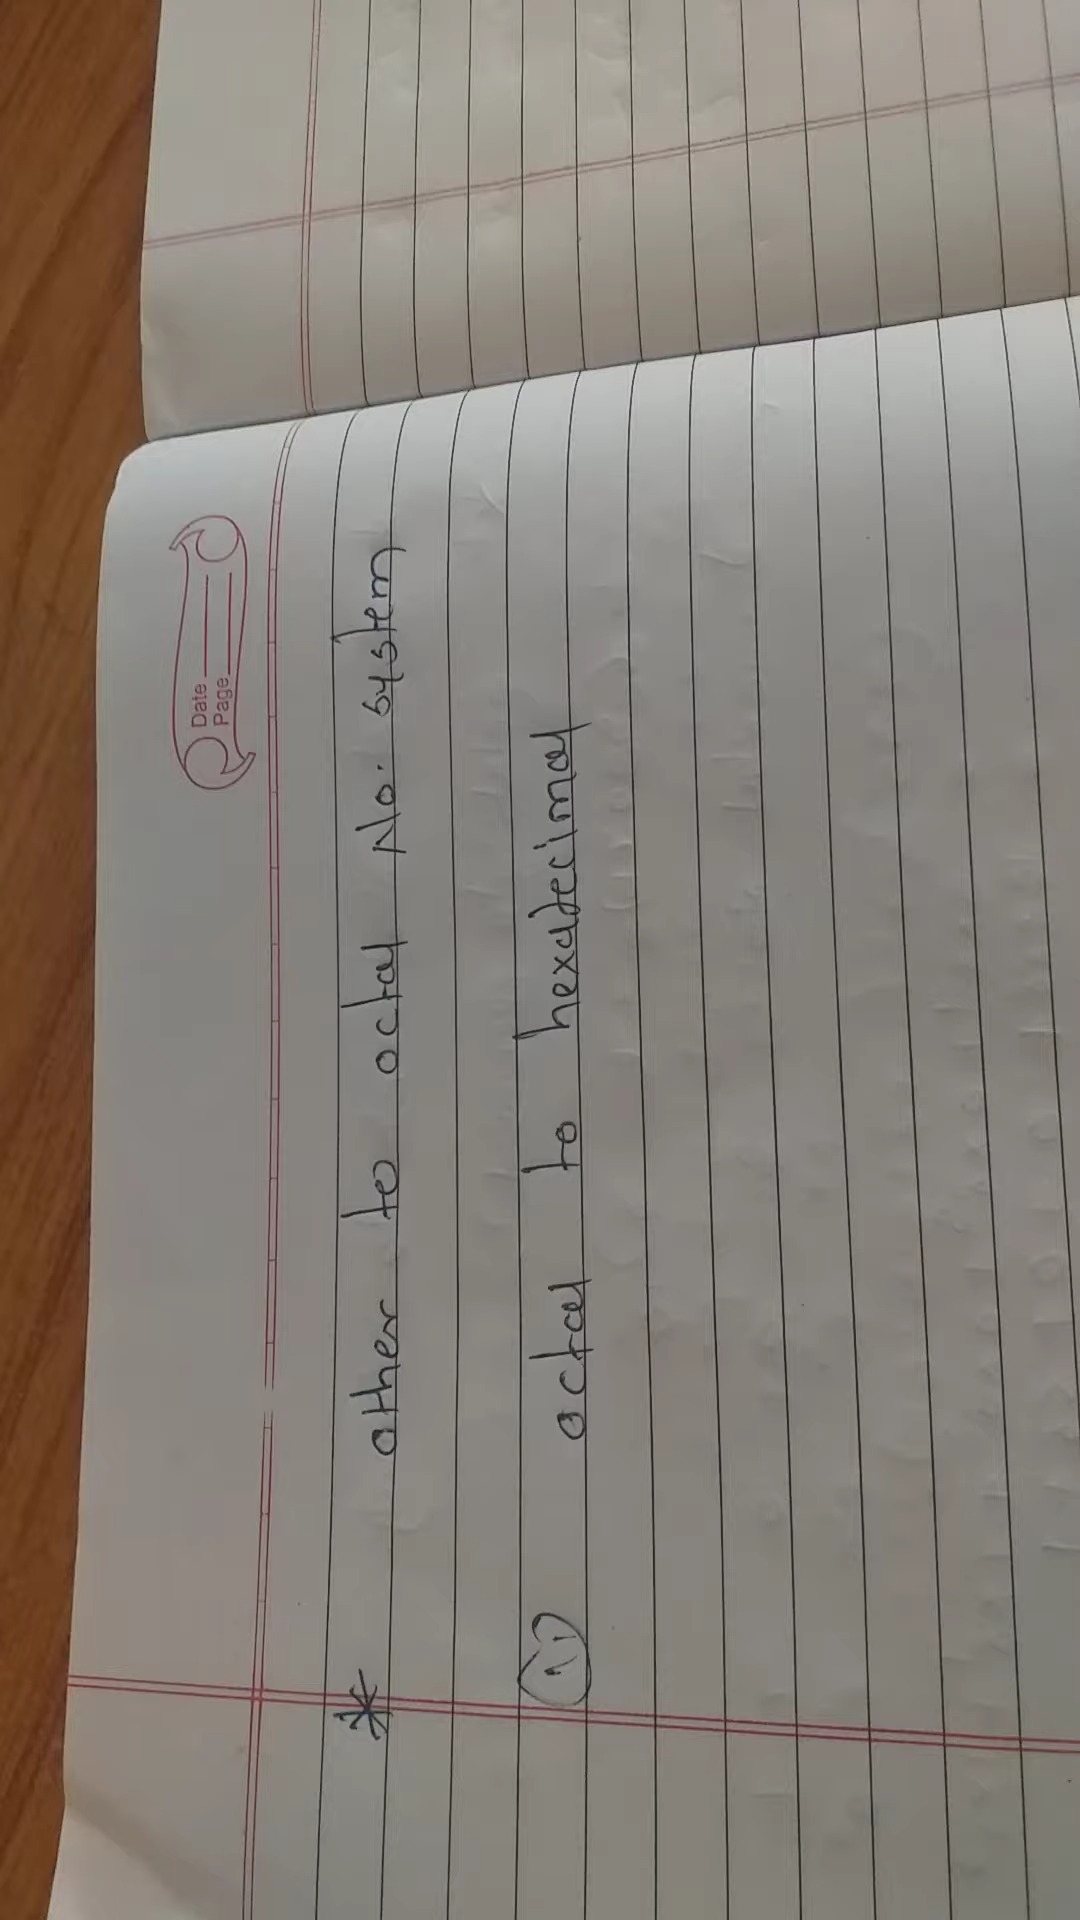 Date
Page
* other to octal No. system
1) octal to hexadecimal